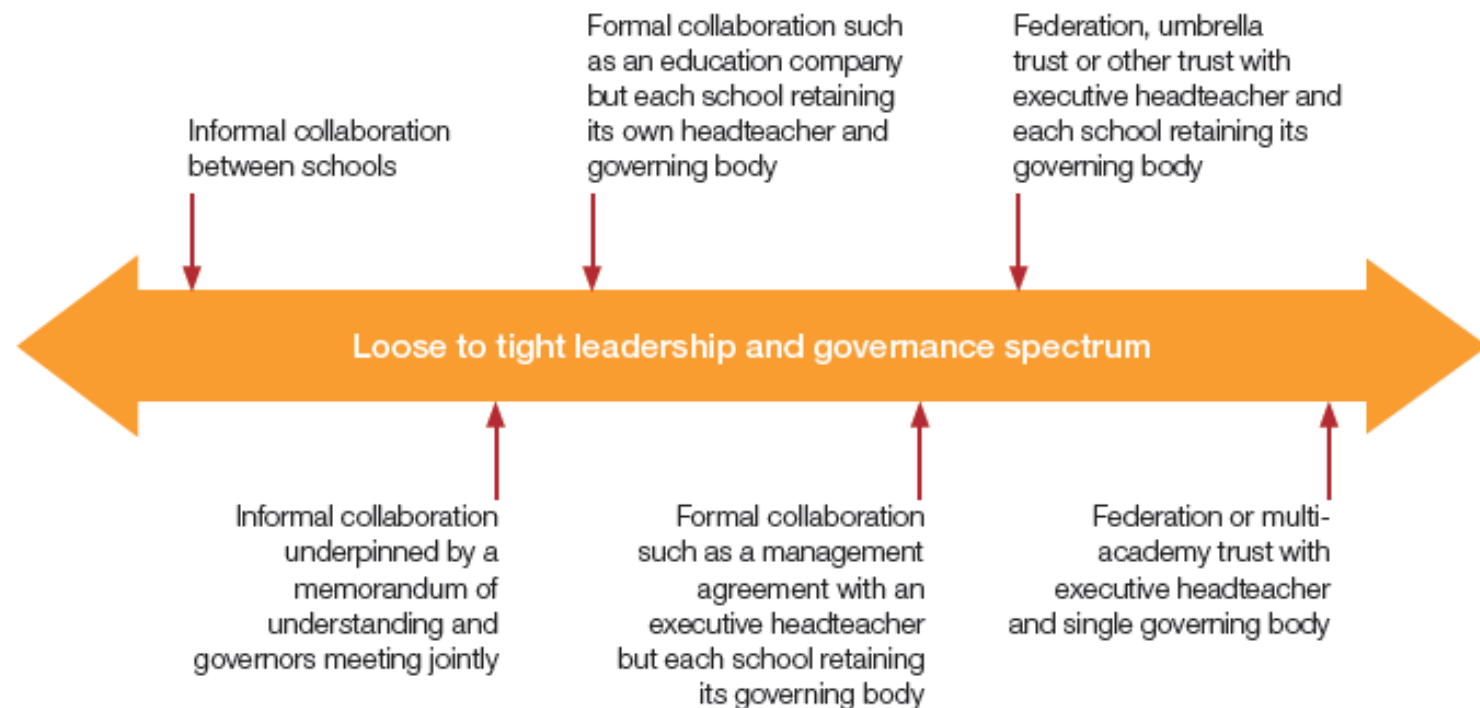 Informal collaboration
between schools
Formal collaboration such
as an education company
but each school retaining
its own headteacher and
governing body
Federation, umbrella
trust or other trust with
executive headteacher and
each school retaining its
governing body
Loose to tight leadership and governance spectrum
Informal collaboration
underpinned by a
memorandum of
understanding and
governors meeting jointly
Formal collaboration
such as a management
agreement with an
executive headteacher
but each school retaining
its governing body
Federation or multi-
academy trust with
executive headteacher
and single governing body